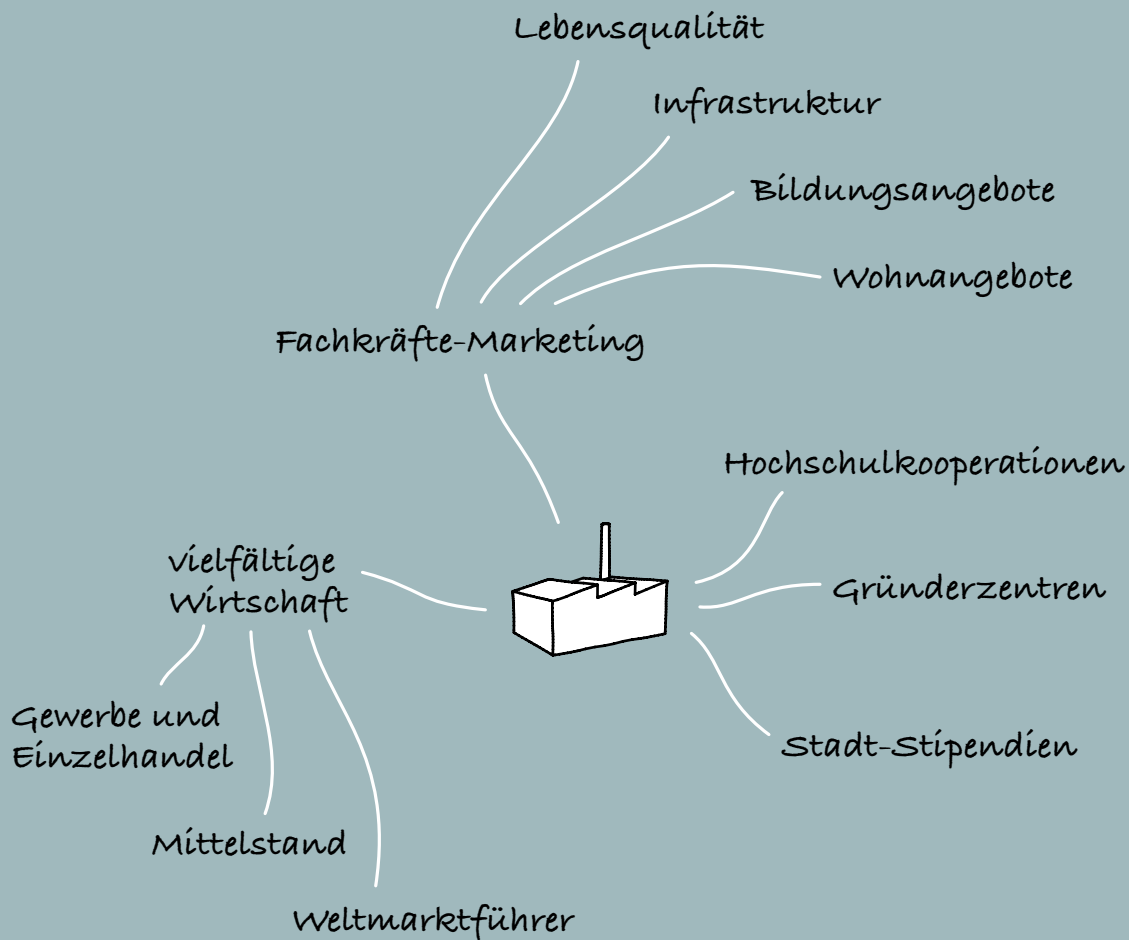 Lebensqualität
Infrastruktur
Bildungsangebote
Wohnangebote
Fachkräfte-Marketing
Hochschulkooperationen
vielfältige
Wirtschaft
Gründerzentren
Gewerbe und
Einzelhandel
Stadt-Stipendien
Mittelstand
Weltmarktführer